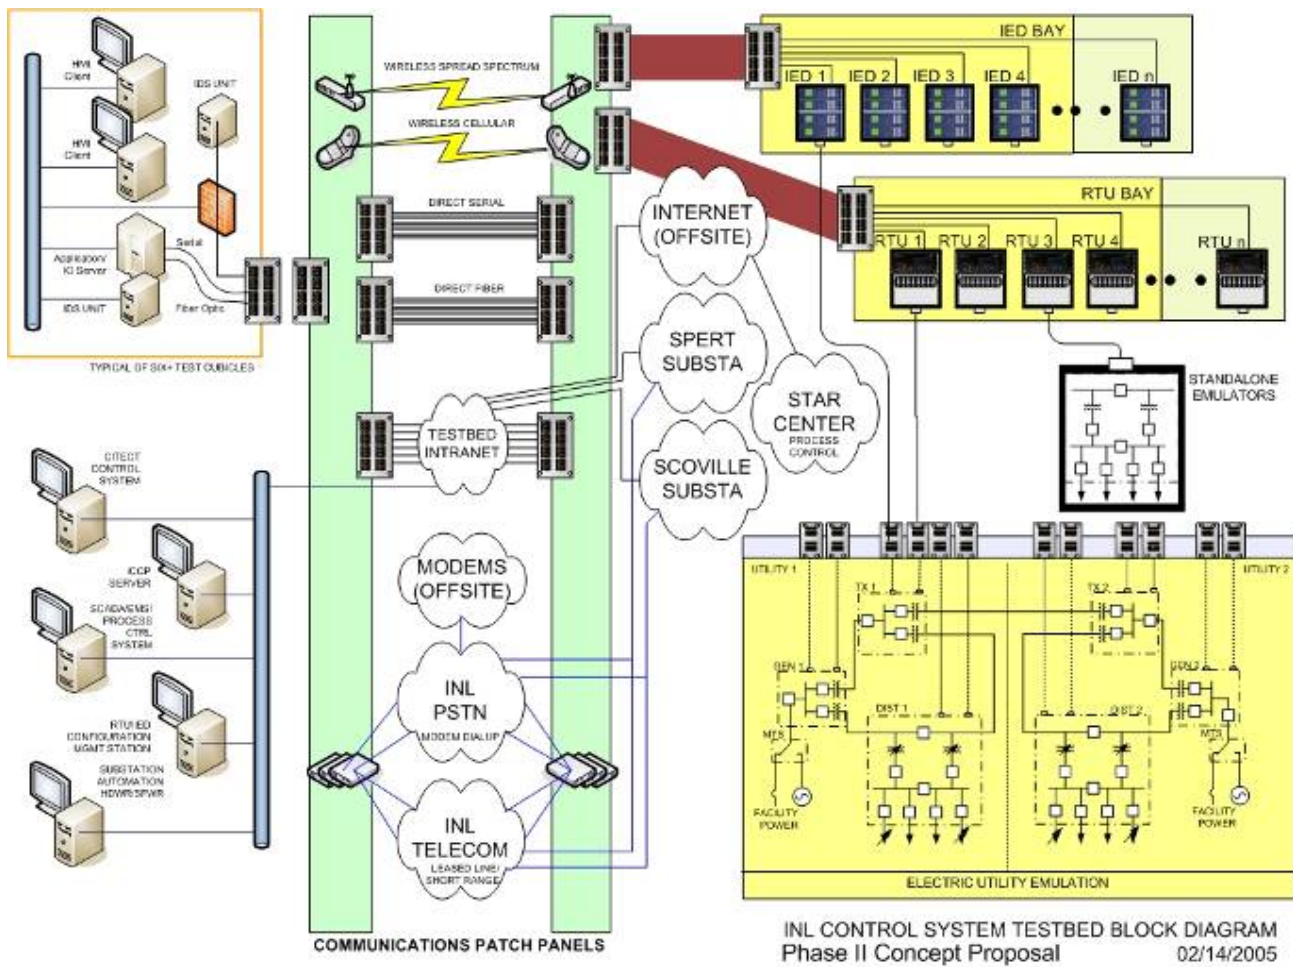 HMI
Client
IDS UNIT
HMI
Client
Serial
Application/
IO Server
IDS UNIT
Fiber Optic
TYPICAL OF SIX+ TEST CUBICLES
CITECT
CONTROL
SYSTEM
ICCP
SERVER
SCADA/EMS/
PROCESS
CTRL
SYSTEM
RTU/IED
CONFIGURATION
MGMT STATION
SUBSTATION
AUTOMATION
HDWR/SFWR
WIRELESS SPREAD SPECTRUM
WIRELESS CELLULAR
DIRECT SERIAL
DIRECT FIBER
TESTBED
INTRANET
MODEMS
(OFFSITE)
INL
PSTN
MODEM DIALUP
INL
TELECOM
LEASED LINE/
SHORT RANGE
COMMUNICATIONS PATCH PANELS
INTERNET
(OFFSITE)
SPERT
SUBSTA
SCOVILLE
SUBSTA
STAR
CENTER
PROCESS
CONTROL
IED BAY
IED 1 IED 2 IED 3 IED 4 IED n
RTU BAY
RTU 1 RTU 2 RTU 3 RTU 4 RTU n
STANDALONE
EMULATORS
UTILITY 1 UTILITY 2
TX 1 TX 2
GEN 1 GEN 2
DIST 1 DIST 2
MTS MTS
FACILITY
POWER
FACILITY
POWER
ELECTRIC UTILITY EMULATION
INL CONTROL SYSTEM TESTBED BLOCK DIAGRAM
Phase II Concept Proposal 02/14/2005